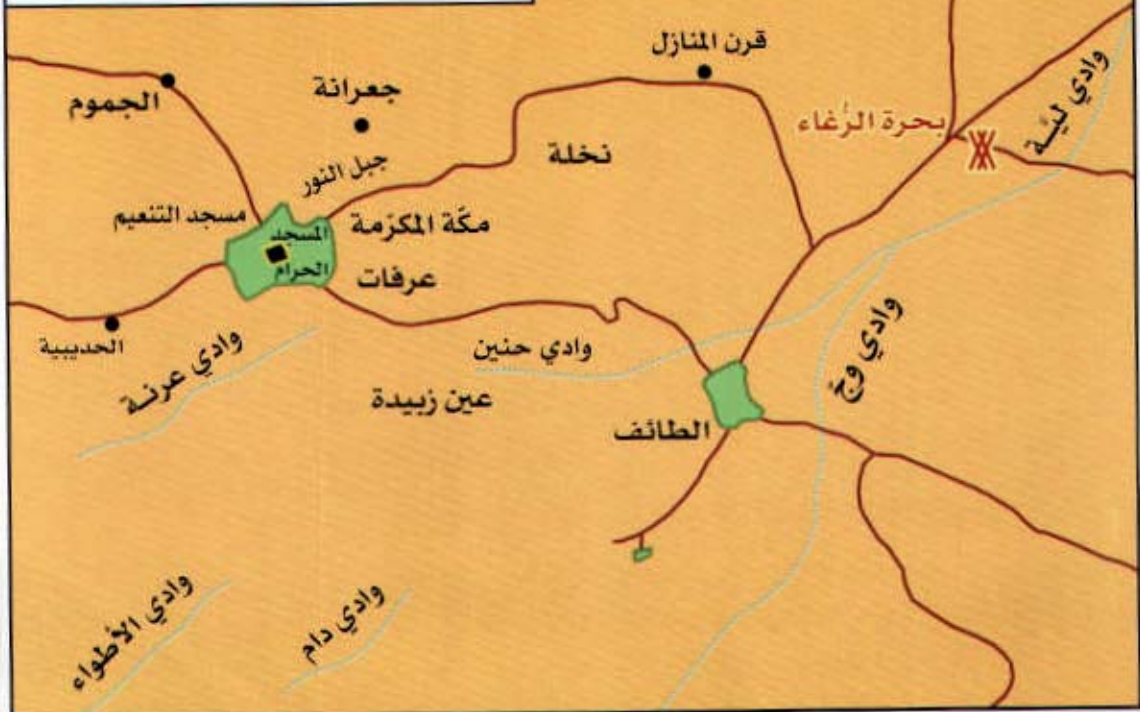 قرن المنازل
وادي ليّة
جعرانة
الجموم
بحرة الرُغاء
نخلة
جبل النور
مسجد التنعيم
مكّة المكرّمة
المسجد
الحرام
عرفات
الحديبية
وادي عرنة
وادي حنين
وادي وجّ
عين زبيدة
الطائف
وادي الأطواء
وادي دام